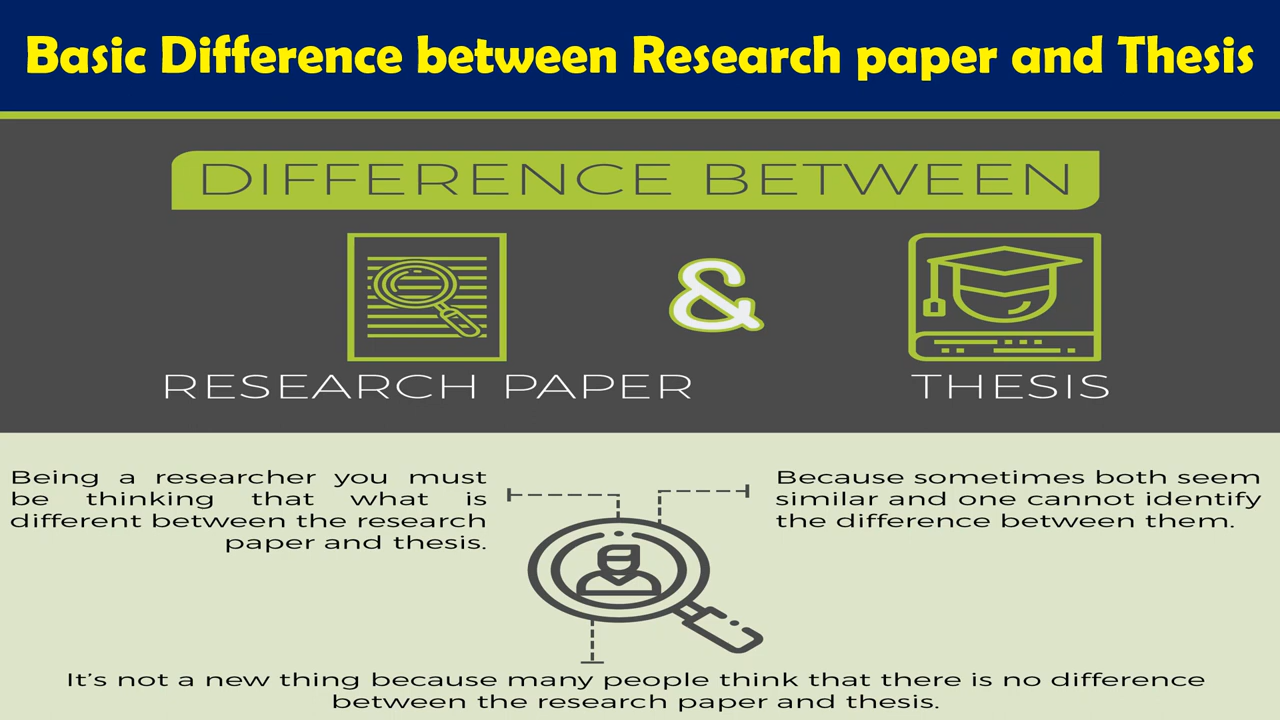 Basic Difference between Research paper and Thesis
DIFFERENCE BETWEEN
&
RESEARCH PAPER
THESIS
Being a researcher you must
be thinking that what is
different between the research
paper and thesis.
Because sometimes both seem
similar and one cannot identify
the difference between them.
It's not a new thing because many people think that there is no difference
between the research paper and thesis.